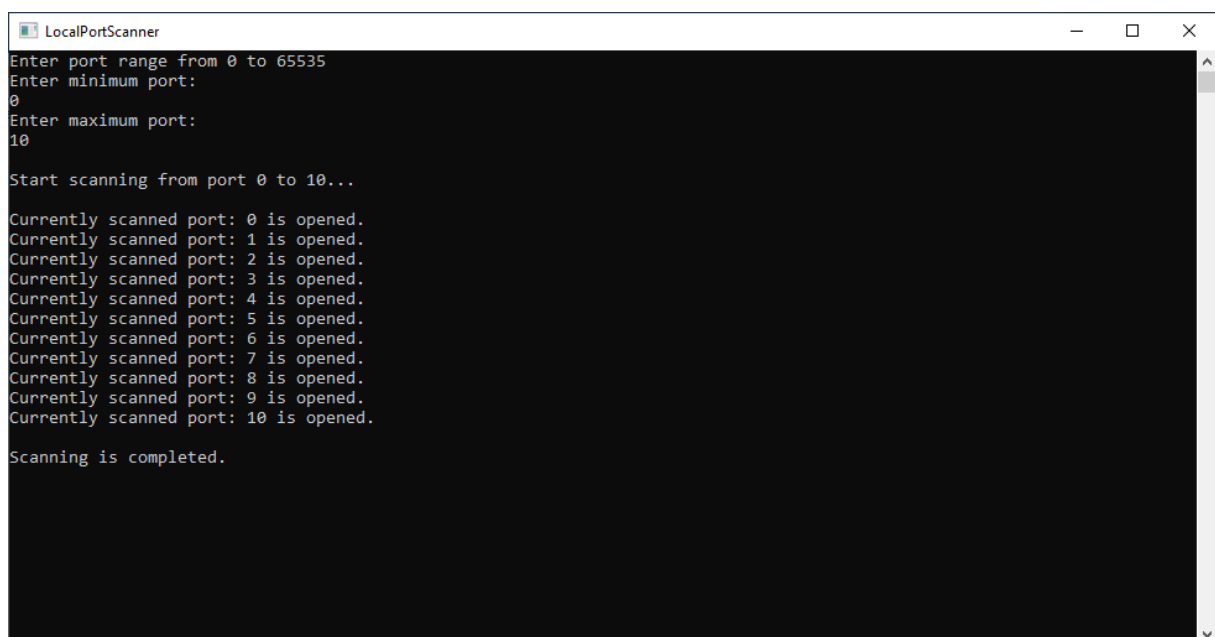 LocalPortScanner
Enter port range from 0 to 65535
Enter minimum port:
0
Enter maximum port:
10
Start scanning from port 0 to 10...
Currently scanned port: 0 is opened.
Currently scanned port: 1 is opened.
Currently scanned port: 2 is opened.
Currently scanned port: 3 is opened.
Currently scanned port: 4 is opened.
Currently scanned port: 5 is opened.
Currently scanned port: 6 is opened.
Currently scanned port: 7 is opened.
Currently scanned port: 8 is opened.
Currently scanned port: 9 is opened.
Currently scanned port: 10 is opened.
Scanning is completed.